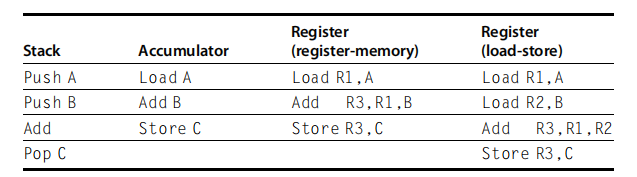 Register Register
Stack Accumulator (register-memory) (load-store)
Push A Load A Load R1,A Load R1,A
Push B Add B Add R3,R1,B Load R2,B
Add Store C Store R3,C Add R3,R1,R2
Pop C Store R3,C